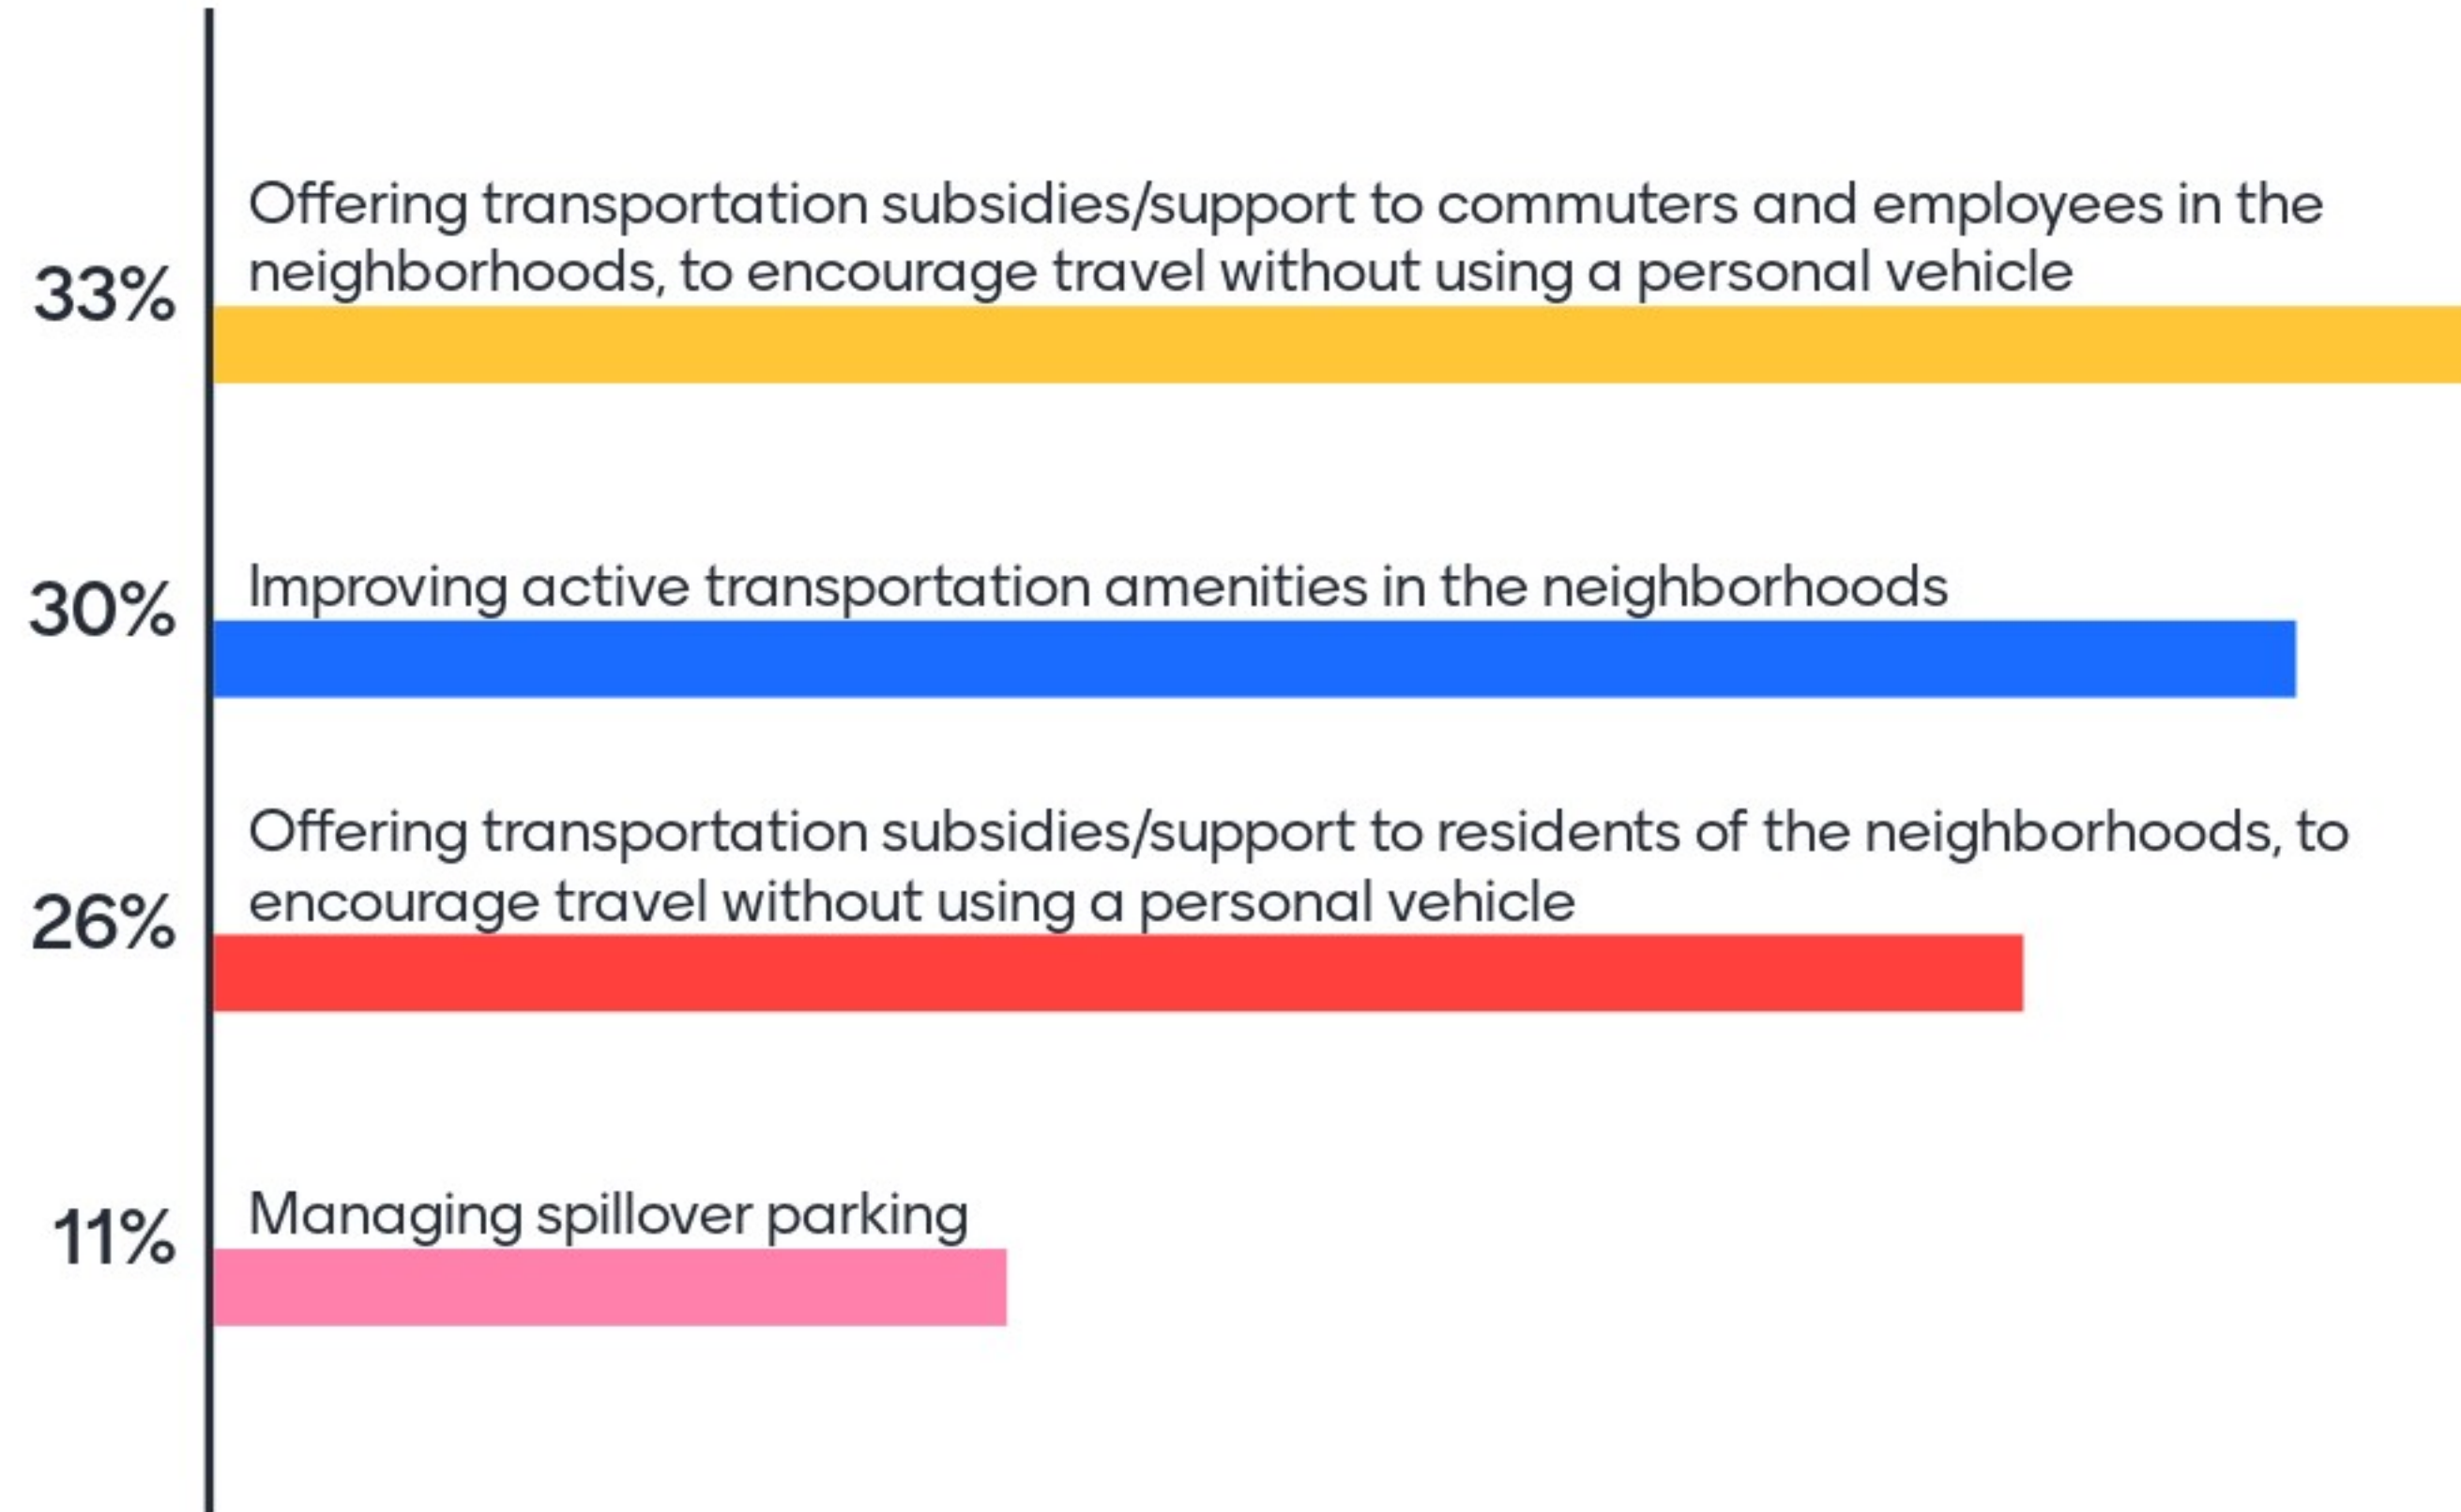 Offering transportation subsidies/support to commuters and employees in the
neighborhoods, to encourage travel without using a personal vehicle
33%
Improving active transportation amenities in the neighborhoods
30%
Offering transportation subsidies/support to residents of the neighborhoods, to
encourage travel without using a personal vehicle
26%
Managing spillover parking
11%